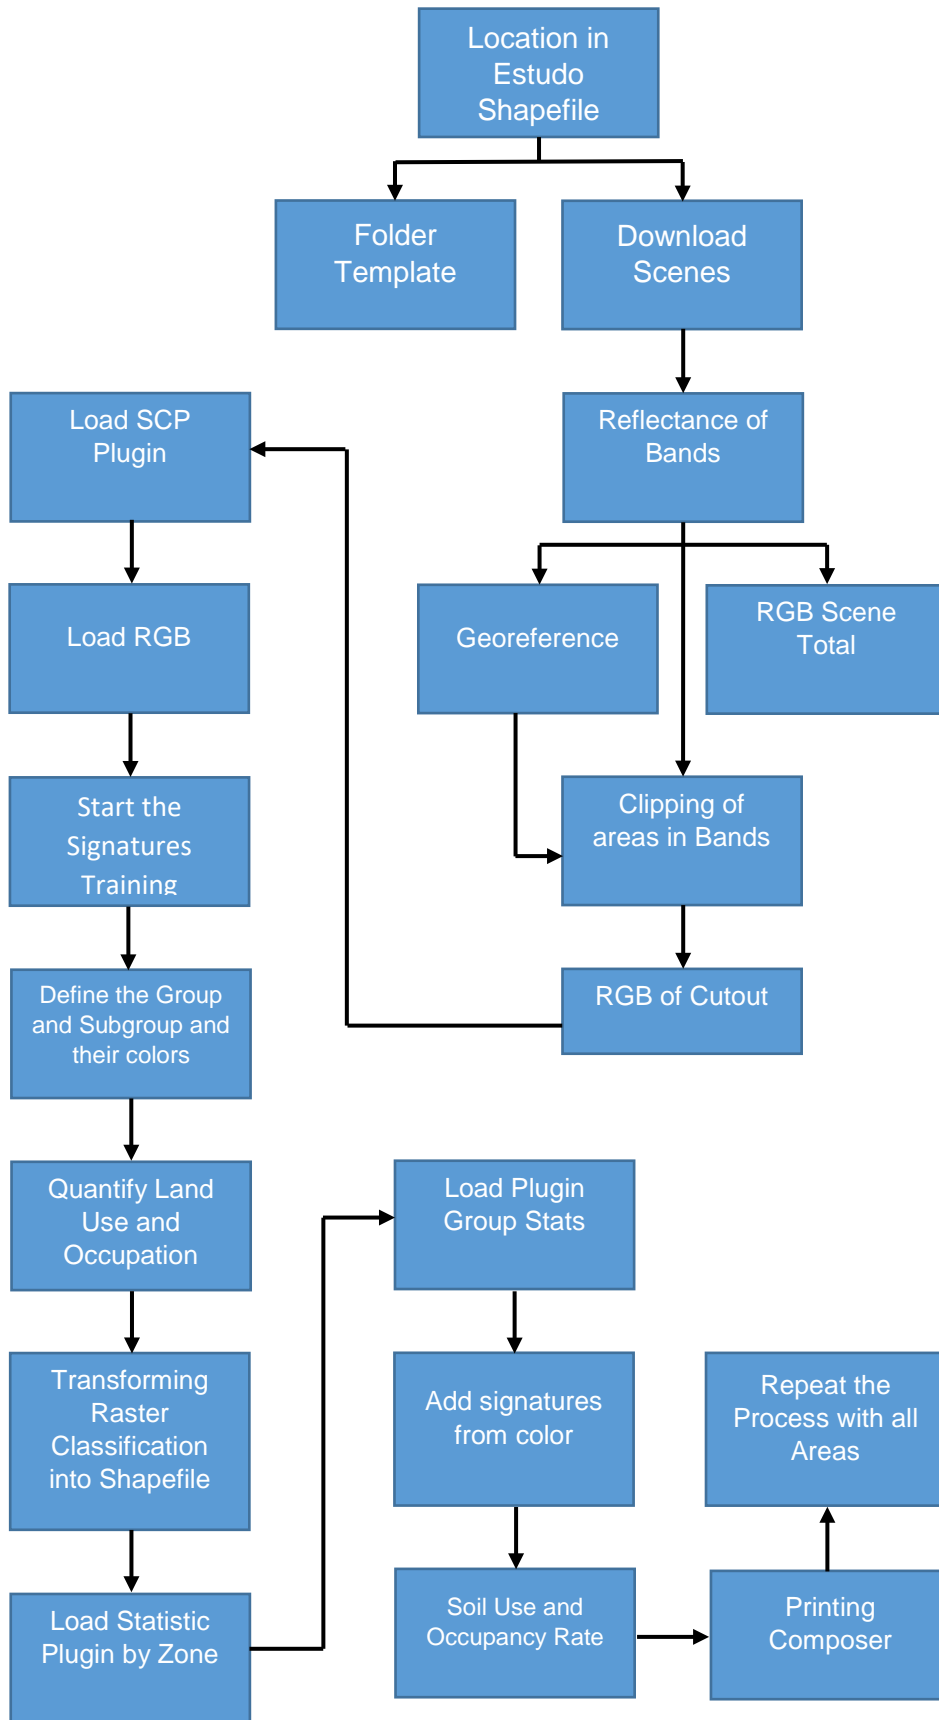 Location in
Estudo
Shapefile
Folder
Template
Download
Scenes
Reflectance of
Bands
Georeference
RGB Scene
Total
Clipping of
areas in Bands
RGB of Cutout
Load SCP
Plugin
Load RGB
Start the
Signatures
Training
Define the Group
and Subgroup and
their colors
Quantify Land
Use and
Occupation
Transforming
Raster
Classification
into Shapefile
Load Statistic
Plugin by Zone
Load Plugin
Group Stats
Add signatures
from color
Soil Use and
Occupancy Rate
Printing
Composer
Repeat the
Process with all
Areas